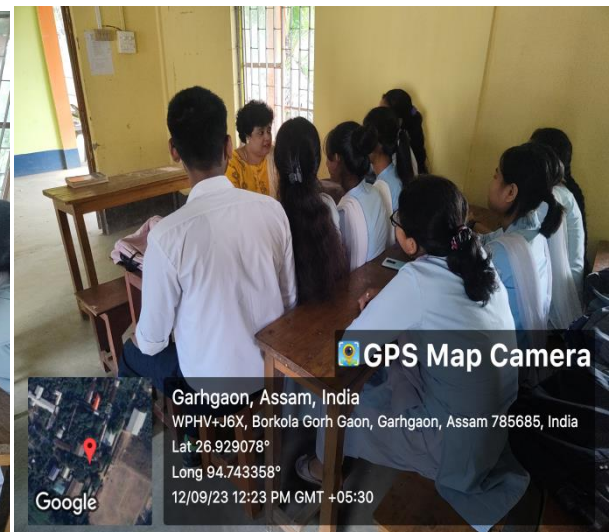 GPS Map Camera
Garhgaon, Assam, India
WPHV+J6X, Borkola Gorh Gaon, Garhgaon, Assam 785685, India
Lat 26.929078°
Long 94.743358°
12/09/23 12:23 PM GMT +05:30
Google